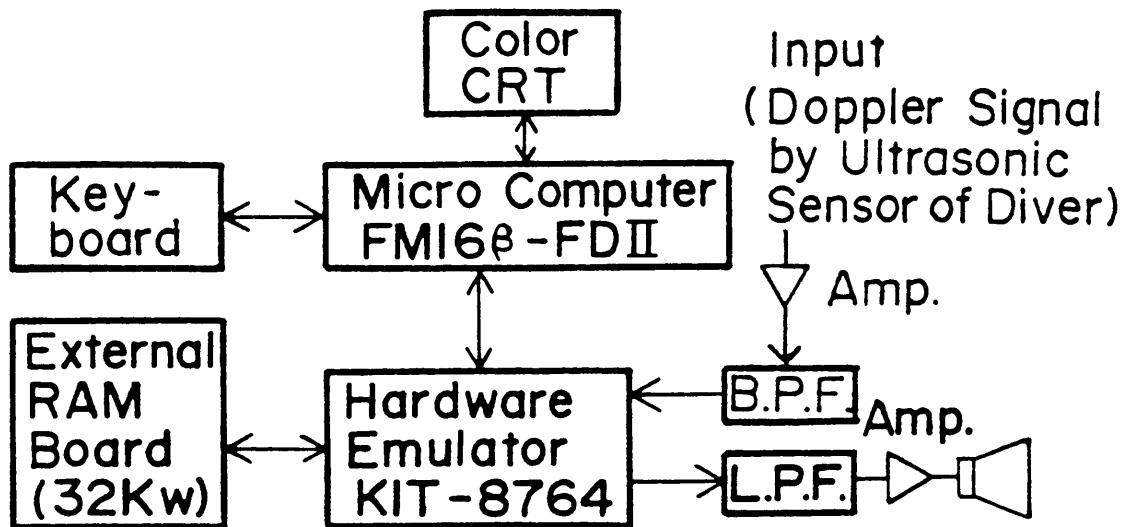 Color
CRT
Input
(Doppler Signal
by Ultrasonic
Sensor of Diver)
Key-
board
Micro Computer
FM16β-FDⅡ
Amp.
External
RAM
Board
(32Kw)
Hardware
Emulator
KIT-8764
B.P.F.
Amp.
L.P.F.